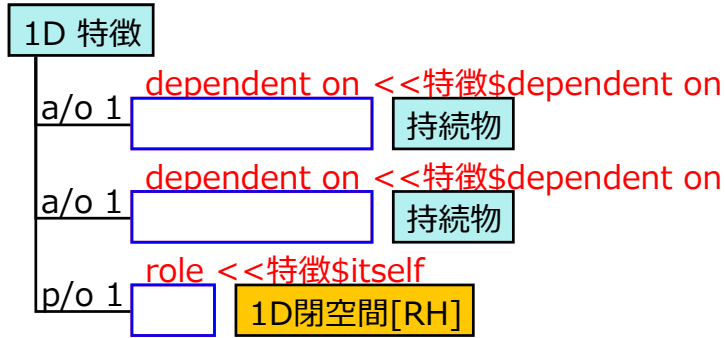 1D 特徴
dependent on <<特徴$dependent on
a/o 1
持続物
dependent on <<特徴$dependent on
a/o 1
持続物
role <<特徴$itself
p/o 1
1D閉空間[RH]